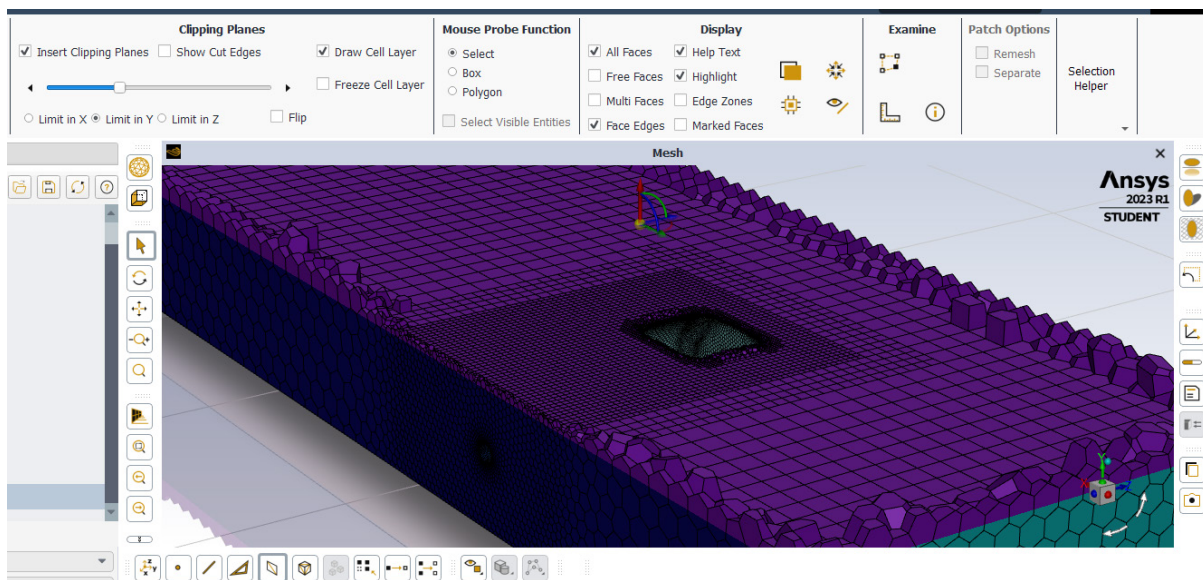 Clipping Planes
Insert Clipping Planes Show Cut Edges Draw Cell Layer
Freeze Cell Layer
Limit in X Limit in Y Limit in Z Flip
Mouse Probe Function
Select
Box
Polygon
Select Visible Entities
Display
All Faces Help Text
Free Faces Highlight
Multi Faces Edge Zones
Face Edges Marked Faces
Examine
Patch Options
Remesh
Separate
Selection
Helper
Mesh
Ansys
2023 R1
STUDENT
Y